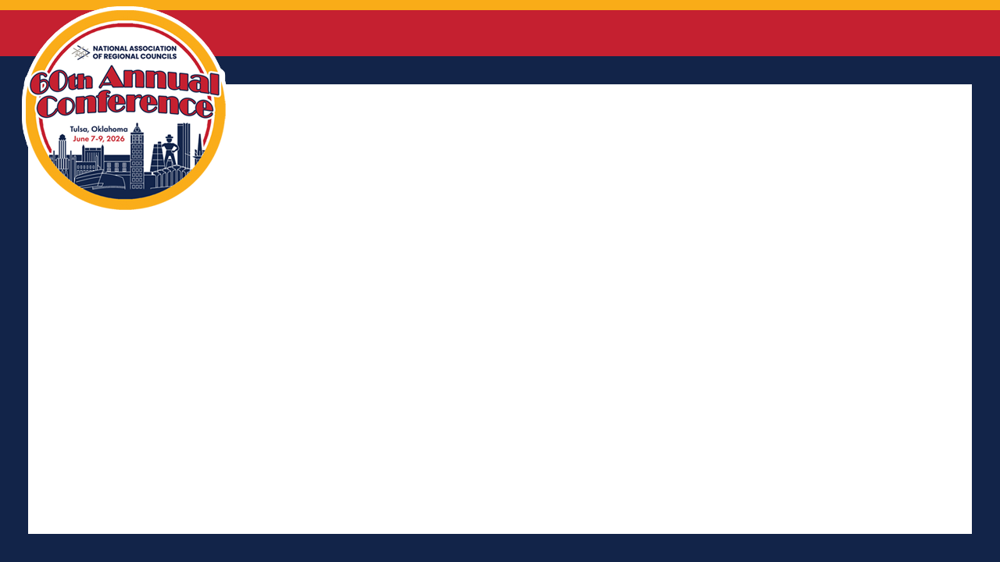 NATIONAL ASSOCIATION
OF REGIONAL COUNCILS
60th Annual
Conference
Tulsa, Oklahoma
June 7-9, 2026